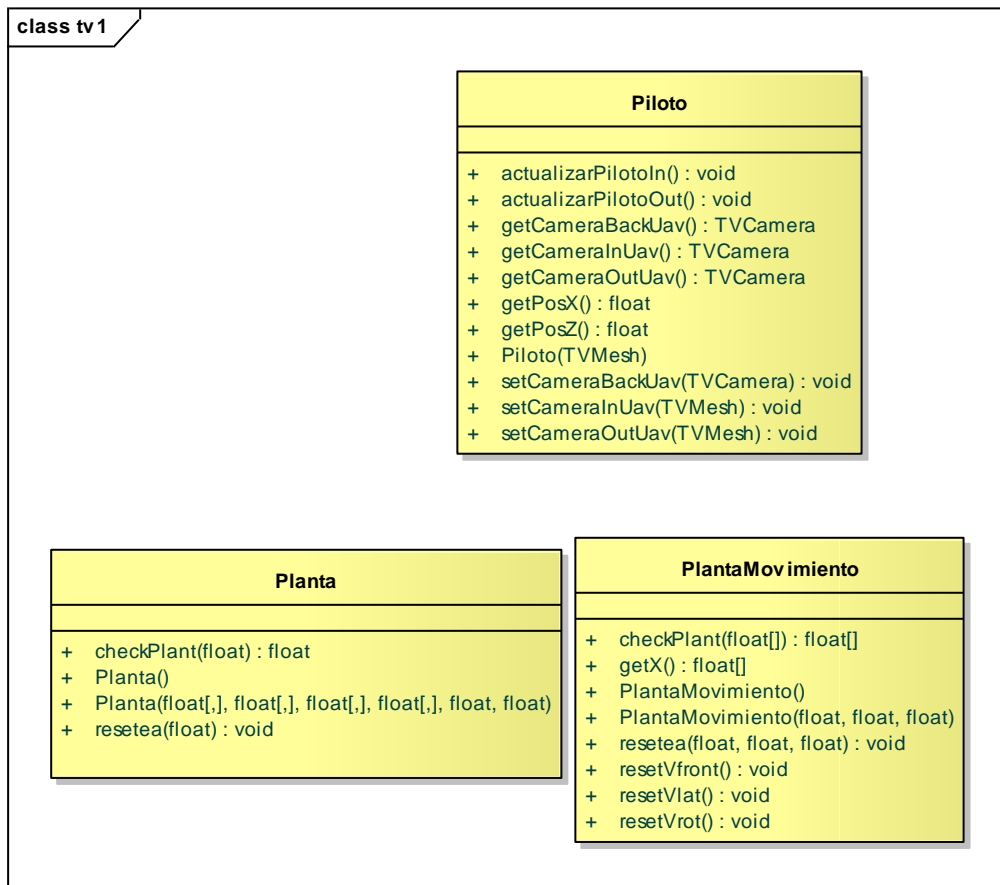 class tv1
Piloto
+ actualizarPilotoIn() : void
+ actualizarPilotoOut() : void
+ getCameraBackUav() : TVCamera
+ getCameraInUav() : TVCamera
+ getCameraOutUav() : TVCamera
+ getPosX() : float
+ getPosZ() : float
+ Piloto(TVMesh)
+ setCameraBackUav(TVCamera) : void
+ setCameraInUav(TVMesh) : void
+ setCameraOutUav(TVMesh) : void
Planta
+ checkPlant(float) : float
+ Planta()
+ Planta(float[,], float[,], float[,], float[,], float, float)
+ resetea(float) : void
PlantaMovimiento
+ checkPlant(float[]) : float[]
+ getX() : float[]
+ PlantaMovimiento()
+ PlantaMovimiento(float, float, float)
+ resetea(float, float, float) : void
+ resetVfront() : void
+ resetVlat() : void
+ resetVrot() : void